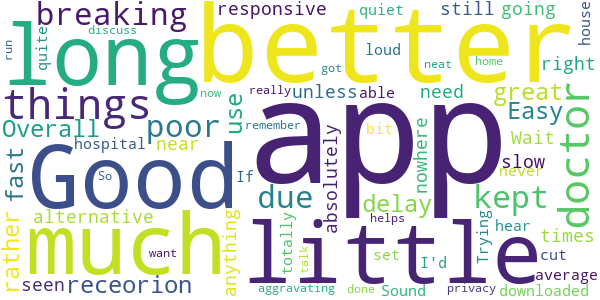 breaking
responsive
quiet
still
going
house
run
long
quite
discuss
better
loud
right
things
now
really
got
neat
home
unless
able
need
great
Overall
poor
use
remember
Easy
doctor
hospital
near
app
bit
nowhere
Wait
fast
Good
So
If
absolutely
slow
never
due
delay
kept
rather
alternative
much
anything
totally
talk
helps
little
Trying
hear
times
want
set
I'd
cut
seen
receorion
average
aggravating
done
Sound
privacy
downloaded